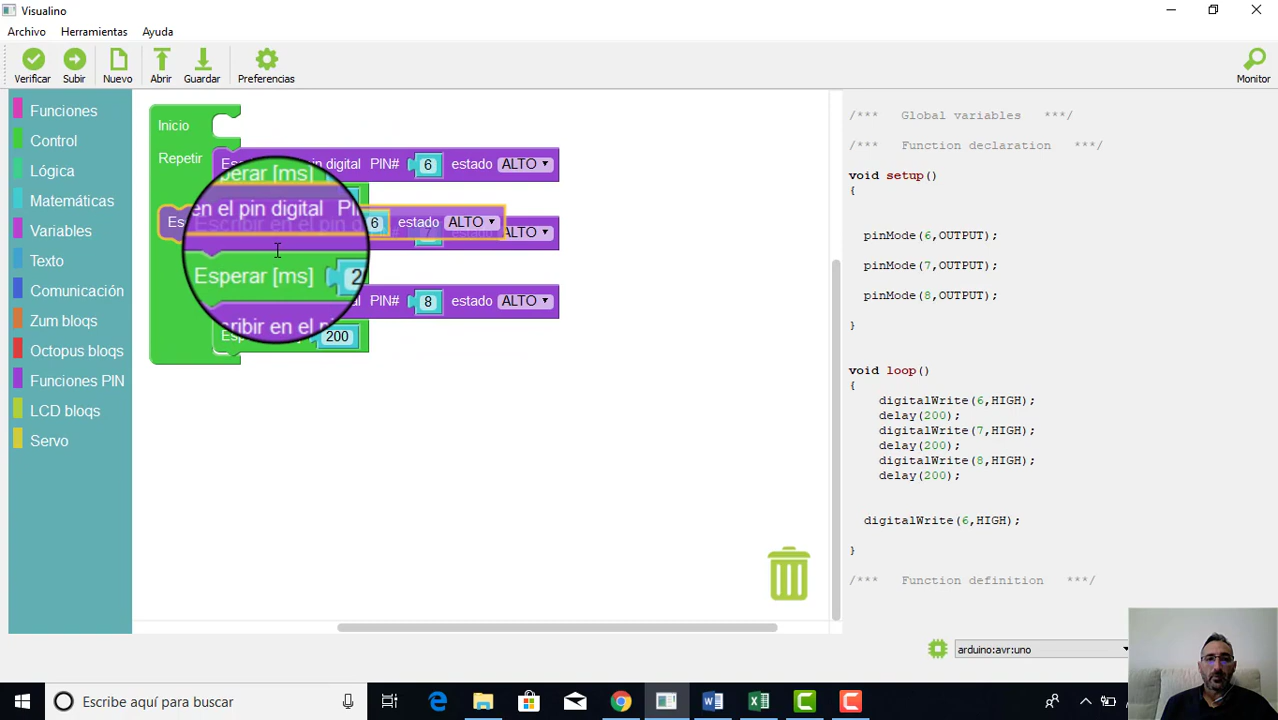 Visualino
Archivo Herramientas Ayuda
Verificar Subir Nuevo Abrir Guardar Preferencias Monitor
Funciones
Control
Lógica
Matemáticas
Variables
Texto
Comunicación
Zum bloqs
Octopus bloqs
Funciones PIN
LCD bloqs
Servo
Inicio
Repetir
pin digital PIN# 6 estado ALTO
perar [ms]
en el pin digital
6 estado ALTO
ALTO
Esperar [ms] 2
PIN# 8 estado ALTO
cribir en el
200
/*** Global variables ***/
/*** Function declaration ***/
void setup()
{
pinMode(6,OUTPUT);
pinMode(7,OUTPUT);
pinMode(8,OUTPUT);
}
void loop()
{
digitalWrite(6,HIGH);
delay(200);
digitalWrite(7,HIGH);
delay(200);
digitalWrite(8,HIGH);
delay(200);
digitalWrite(6,HIGH);
}
/*** Function definition ***/
arduino:avr:uno
Escribe aquí para buscar